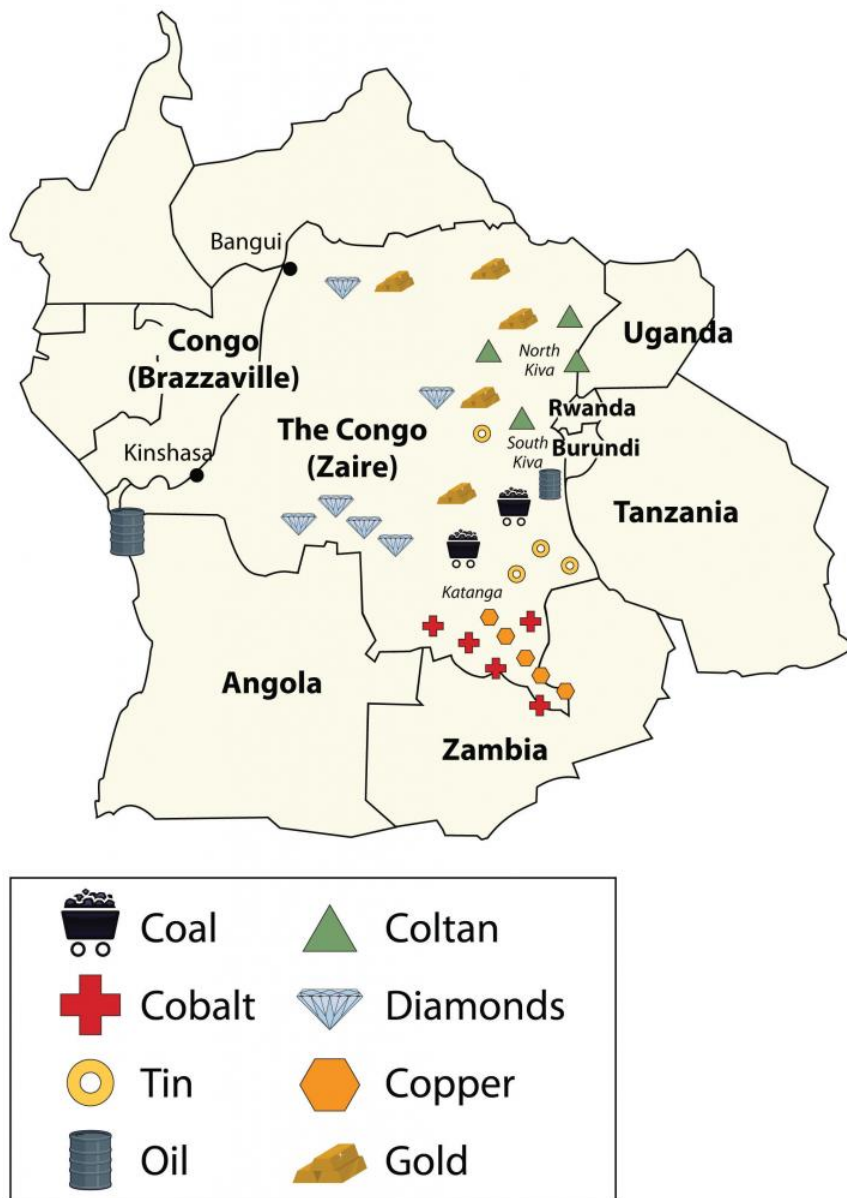 Bangui
Congo
(Brazzaville)
Uganda
North
Kiva
Rwanda
The Congo
(Zaire)
South
Kiva
Burundi
Kinshasa
Tanzania
Katanga
Angola
Zambia
Coal
Coltan
Cobalt
Diamonds
Tin
Copper
Oil
Gold